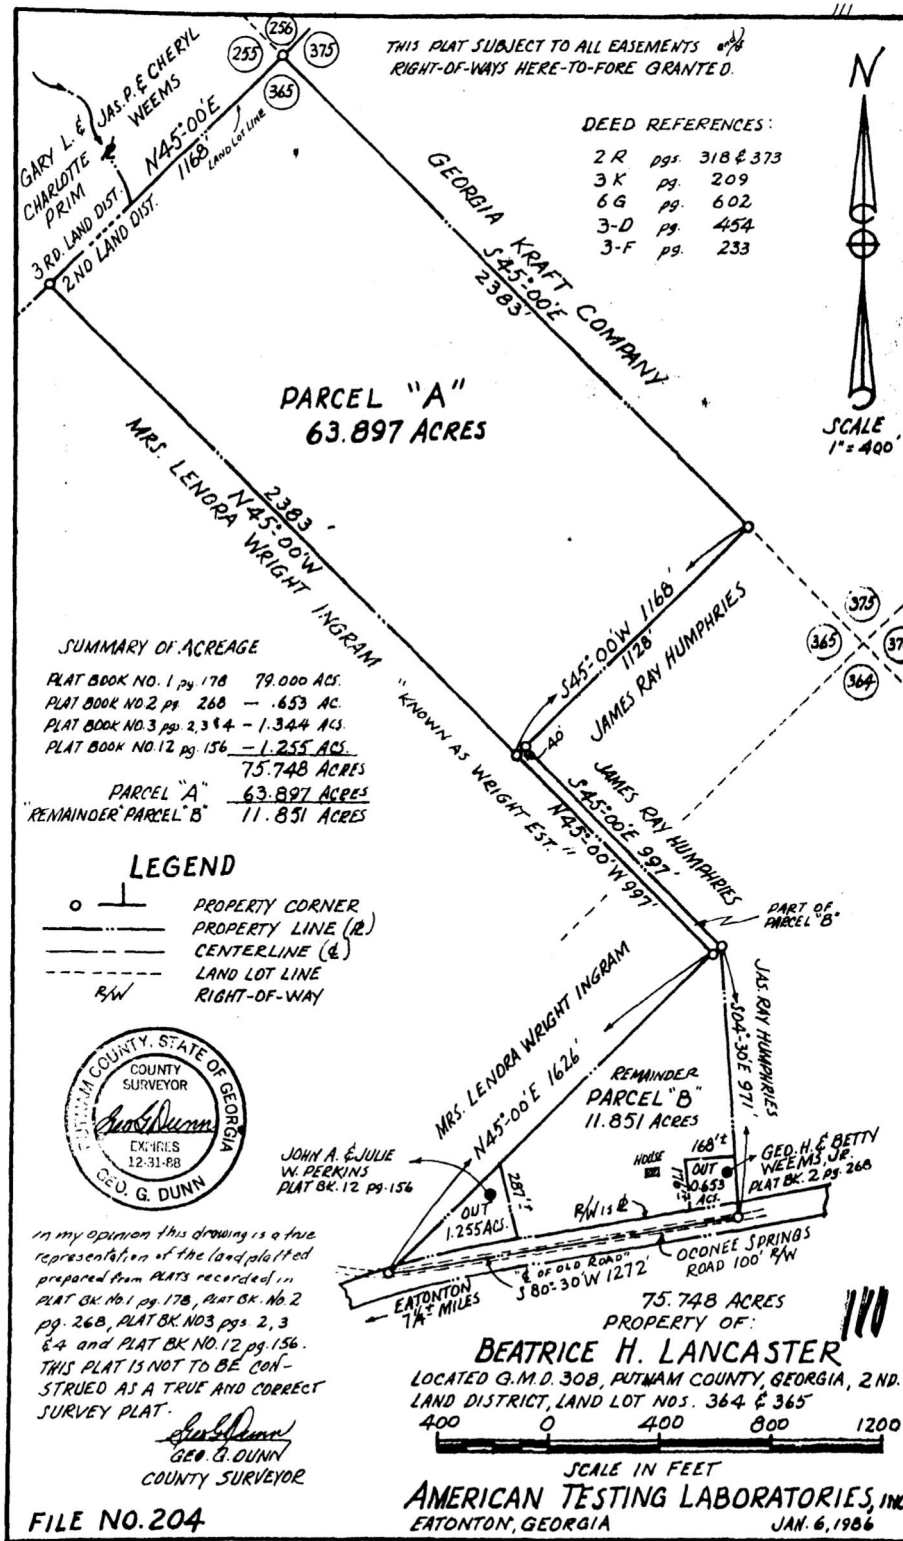 111
THIS PLAT SUBJECT TO ALL EASEMENTS and/or
RIGHT-OF-WAYS HERE-TO-FORE GRANTED.
N
256
255
375
365
GARY L. &
CHARLOTTE
PRIM
JAS. P. & CHERYL
WEEMS
N45°-00'E
1168'
LAND LOT LINE
3RD. LAND DIST.
2ND LAND DIST.
DEED REFERENCES:
2 R pgs. 318 & 373
3 K pg. 209
6 G pg. 602
3-D pg. 454
3-F pg. 233
GEORGIA KRAFT COMPANY
S45°-00'E
2383'
SCALE
1" = 400'
PARCEL "A"
63.897 ACRES
2383'
N45°-00'W
MRS. LENORA WRIGHT INGRAM
"KNOWN AS WRIGHT EST."
S45°-00'W 1168'
1128'
JAMES RAY HUMPHRIES
40'
375
365
37
364
SUMMARY OF ACREAGE
PLAT BOOK NO. 1 pg. 178 79.000 ACS.
PLAT BOOK NO. 2 pg. 268 - .653 AC.
PLAT BOOK NO. 3 pgs. 2, 3 & 4 - 1.344 ACS.
PLAT BOOK NO. 12 pg. 156 - 1.255 ACS.
75.748 ACRES
PARCEL "A" 63.897 ACRES
"REMAINDER" PARCEL "B" 11.851 ACRES
JAMES RAY HUMPHRIES
S45°-00'E 997'
N45°-00'W 997'
PART OF
PARCEL "B"
LEGEND
PROPERTY CORNER
PROPERTY LINE (PL)
CENTERLINE (CL)
LAND LOT LINE
R/W RIGHT-OF-WAY
MRS. LENORA WRIGHT INGRAM
N45°-00'E 1626'
JAS. RAY HUMPHRIES
S04°-30'E 971'
REMAINDER
PARCEL "B"
11.851 ACRES
PUTNAM COUNTY, STATE OF GEORGIA
COUNTY
SURVEYOR
Geo G Dunn
EXPIRES
12-31-88
GEO. G. DUNN
JOHN A. & JULIE
W. PERKINS
PLAT BK. 12 pg. 156
OUT
1.255 ACS.
287'±
HOUSE
168'±
OUT
0.653
ACS.
GEO. H. & BETTY
WEEMS, JR.
PLAT BK. 2 pg. 268
R/W IS PL
"CL OF OLD ROAD"
S80°-30'W 1272'
OCONEE SPRINGS
ROAD 100' R/W
EATONTON
7¼± MILES
in my opinion this drawing is a true
representation of the land platted
prepared from PLATS recorded in
PLAT BK. NO. 1 pg. 178, PLAT BK. NO. 2
pg. 268, PLAT BK. NO3 pgs. 2, 3
& 4 and PLAT BK NO. 12 pg. 156.
THIS PLAT IS NOT TO BE CON-
STRUED AS A TRUE AND CORRECT
SURVEY PLAT.
Geo G Dunn
GEO. G. DUNN
COUNTY SURVEYOR
75.748 ACRES
PROPERTY OF:
BEATRICE H. LANCASTER
111
LOCATED G.M.D. 308, PUTNAM COUNTY, GEORGIA, 2ND.
LAND DISTRICT, LAND LOT NOS. 364 & 365
400 0 400 800 1200
SCALE IN FEET
AMERICAN TESTING LABORATORIES, INC
EATONTON, GEORGIA JAN. 6, 1986
FILE NO. 204